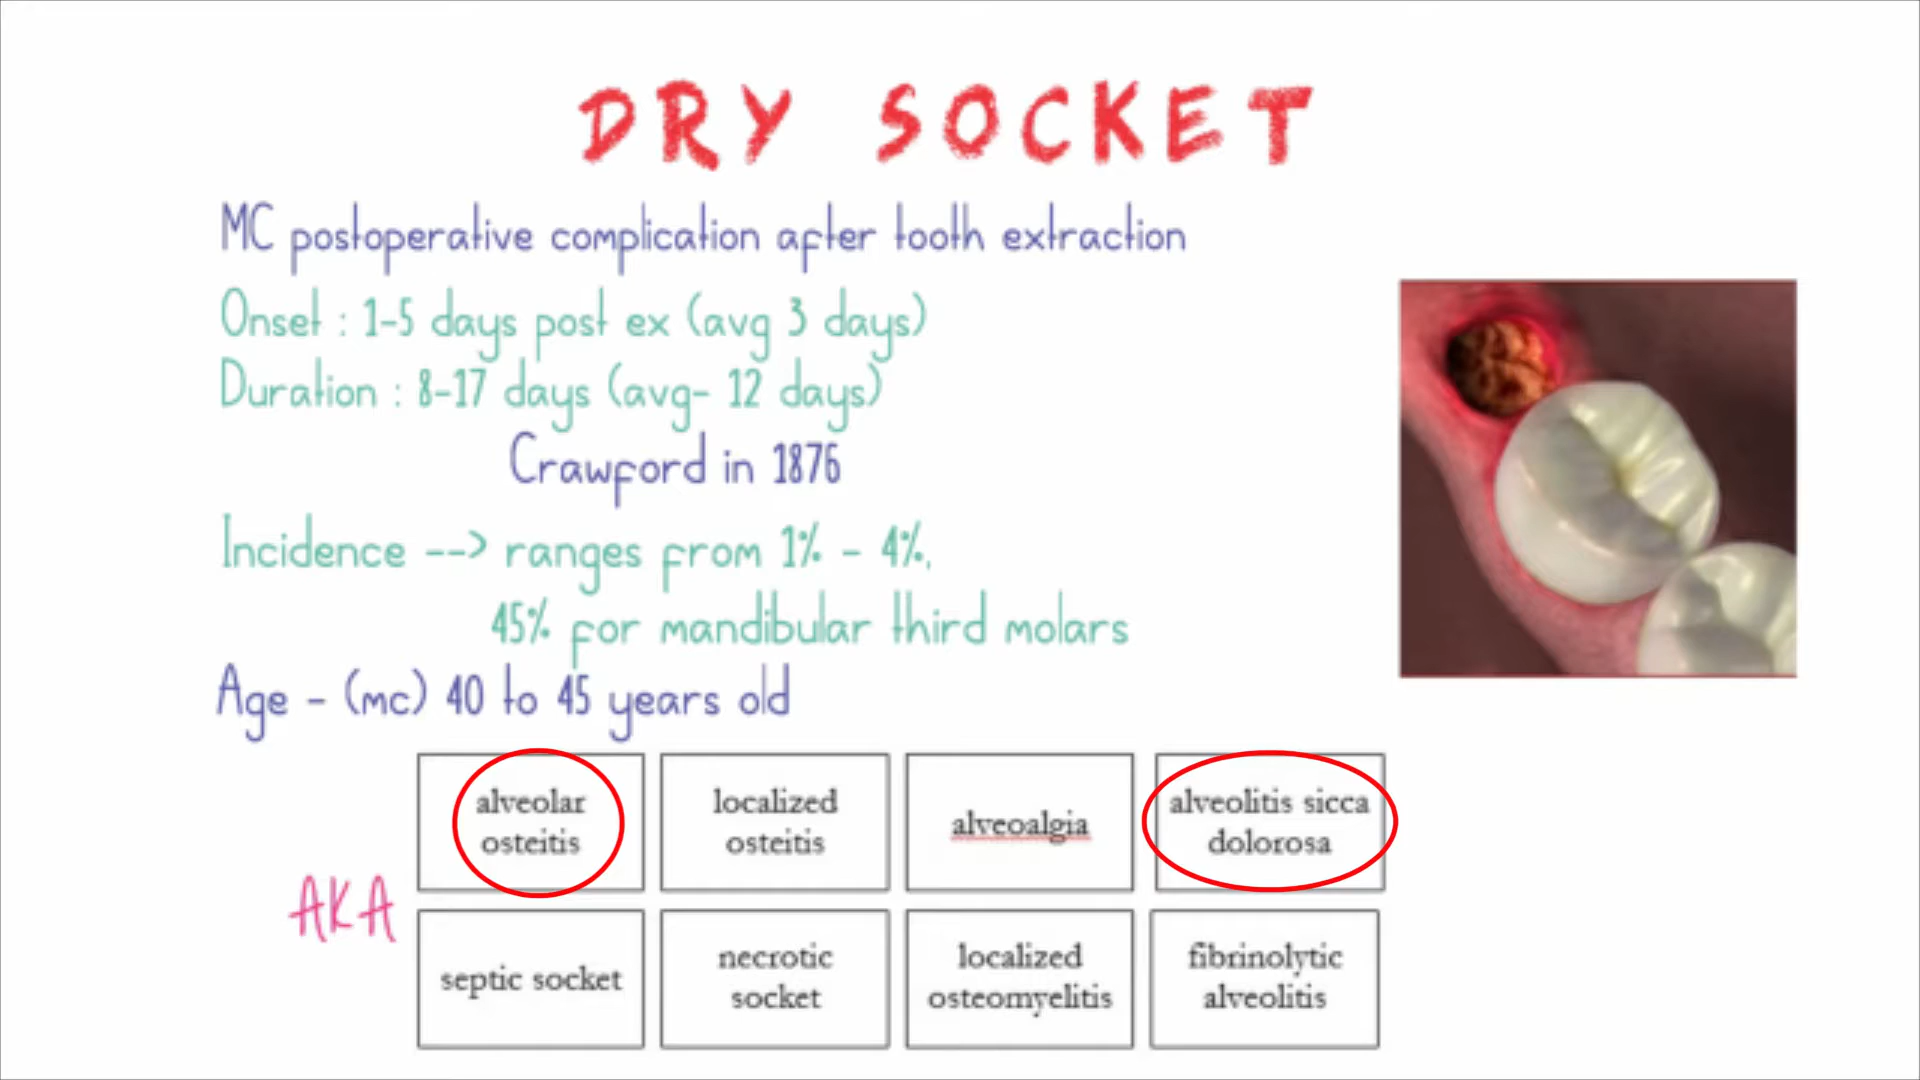 DRY SOCKET
MC postoperative complication after tooth extraction
Onset : 1-5 days post ex (avg 3 days)
Duration : 8-17 days (avg- 12 days)
Crawford in 1876
Incidence --> ranges from 1% - 4%,
45% for mandibular third molars
Age - (mc) 40 to 45 years old
AKA
alveolar
osteitis
localized
osteitis
alveoalgia
alveolitis sicca
dolorosa
septic socket
necrotic
socket
localized
osteomyelitis
fibrinolytic
alveolitis